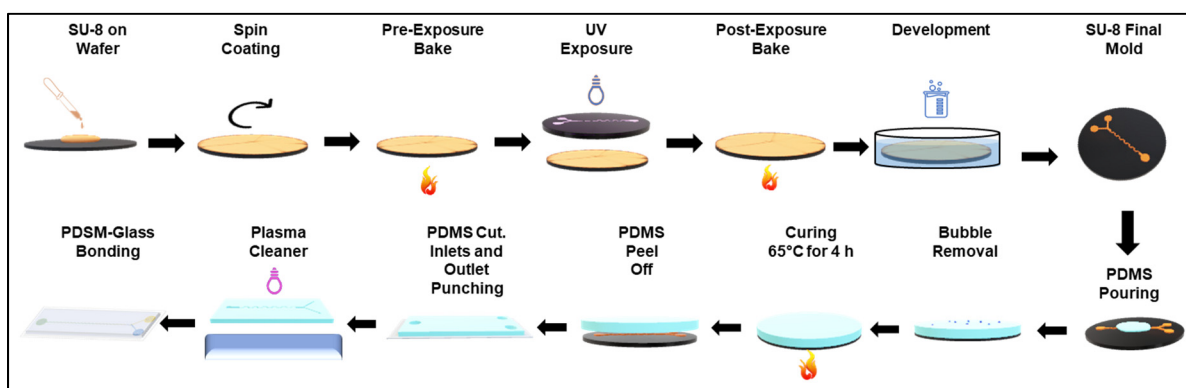 SU-8 on
Wafer
Spin
Coating
Pre-Exposure
Bake
UV
Exposure
Post-Exposure
Bake
Development
SU-8 Final
Mold
PDSM-Glass
Bonding
Plasma
Cleaner
PDMS Cut.
Inlets and
Outlet
Punching
PDMS
Peel
Off
Curing
65°C for 4 h
Bubble
Removal
PDMS
Pouring